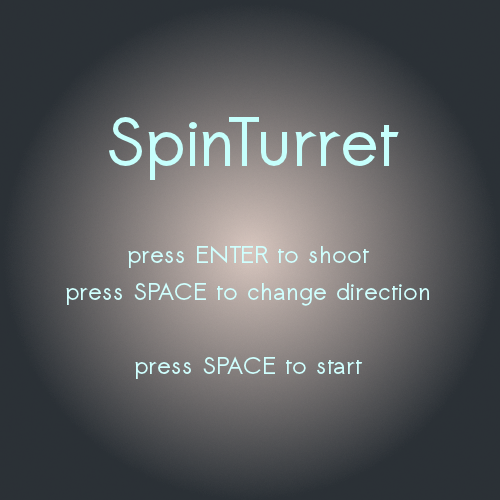 SpinTurret
press ENTER to shoot
press SPACE to change direction
press SPACE to start